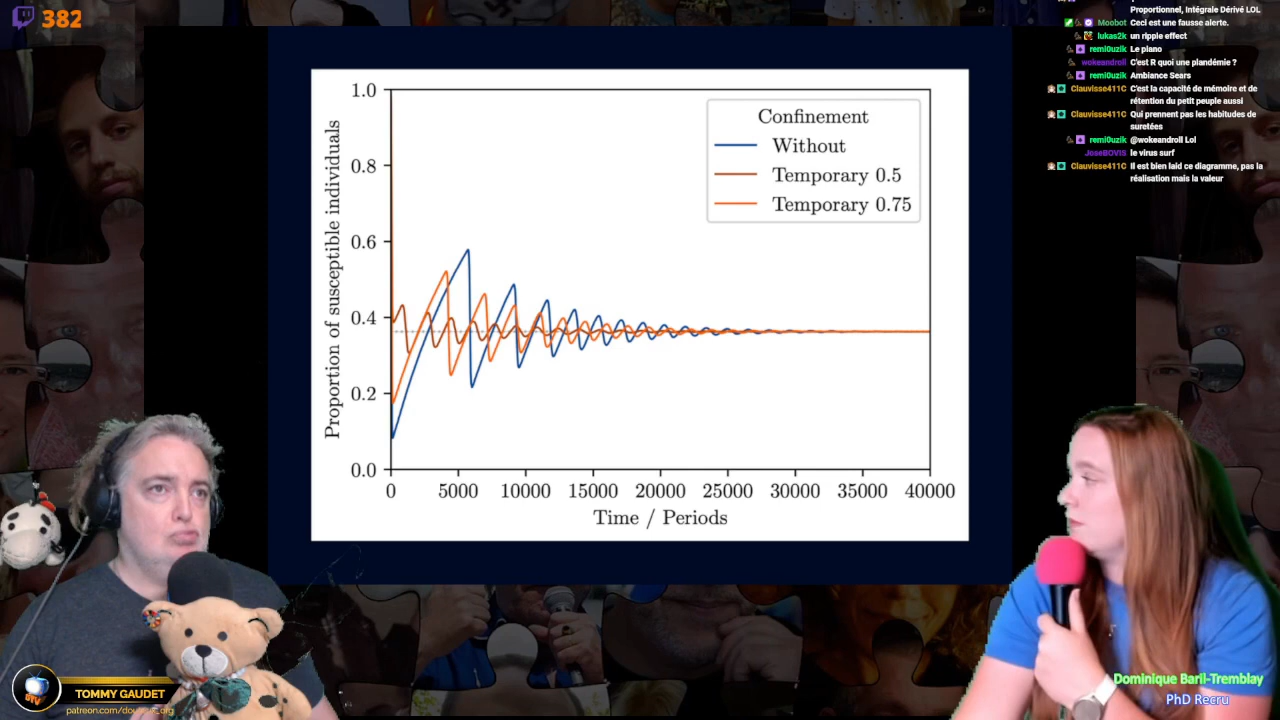 382
Proportionnel, Intégrale Dérivé LOL
Moobot Ceci est une fausse alerte.
lukas2k un ripple effect
remi0uzik Le piano
wokeandroll C'est R quoi une plandémie ?
remi0uzik Ambiance Sears
Clauvisse411C C'est la capacité de mémoire et de
rétention du petit peuple aussi
Clauvisse411C Qui prennent pas les habitudes de
suretées
remi0uzik @wokeandroll Lol
JoseBOVIS le virus surf
Clauvisse411C Il est bien laid ce diagramme, pas la
réalisation mais la valeur
Confinement
Without
Temporary 0.5
Temporary 0.75
Proportion of susceptible individuals
1.0
0.8
0.6
0.4
0.2
0.0
0 5000 10000 15000 20000 25000 30000 35000 40000
Time / Periods
TOMMY GAUDET
Dominique Baril-Tremblay
PhD Recru